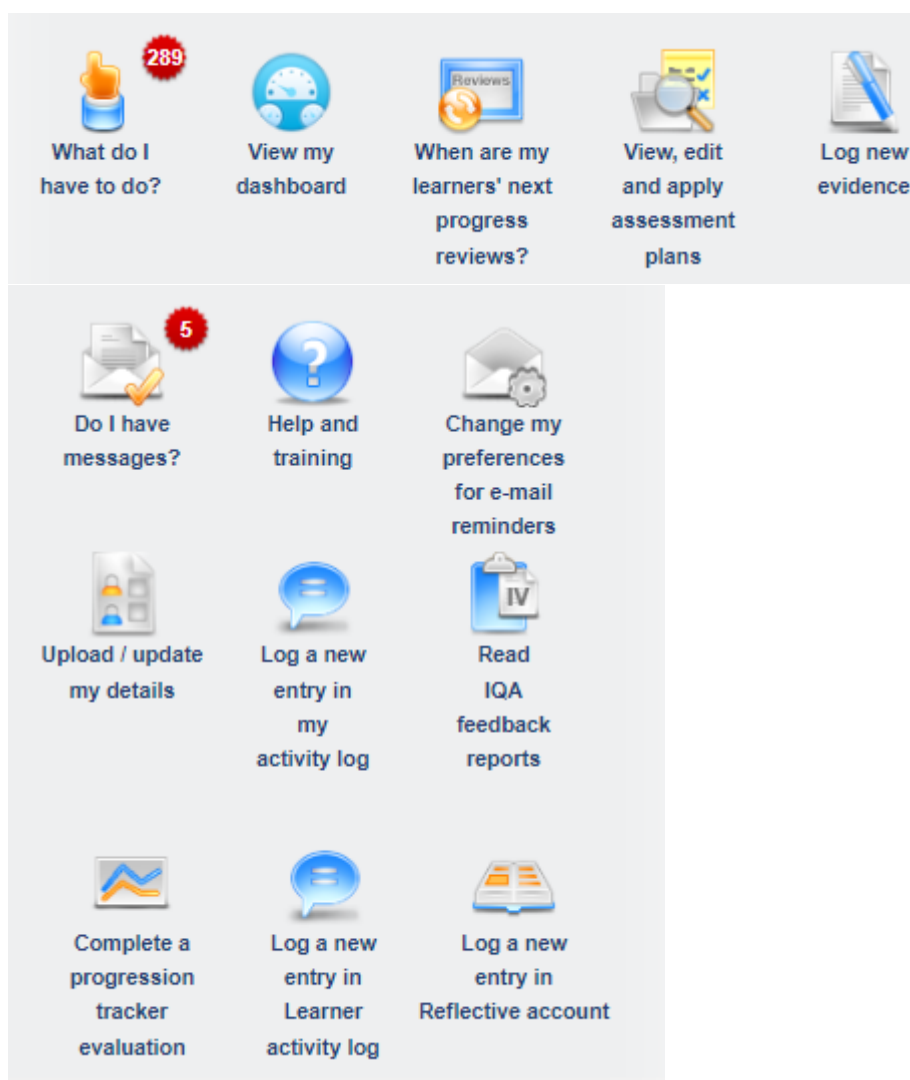 289
What do I
have to do?
View my
dashboard
Reviews
When are my
learners' next
progress
reviews?
View, edit
and apply
assessment
plans
Log new
evidence
5
Do I have
messages?
?
Help and
training
Change my
preferences
for e-mail
reminders
Upload / update
my details
Log a new
entry in
my
activity log
IV
Read
IQA
feedback
reports
Complete a
progression
tracker
evaluation
Log a new
entry in
Learner
activity log
Log a new
entry in
Reflective account